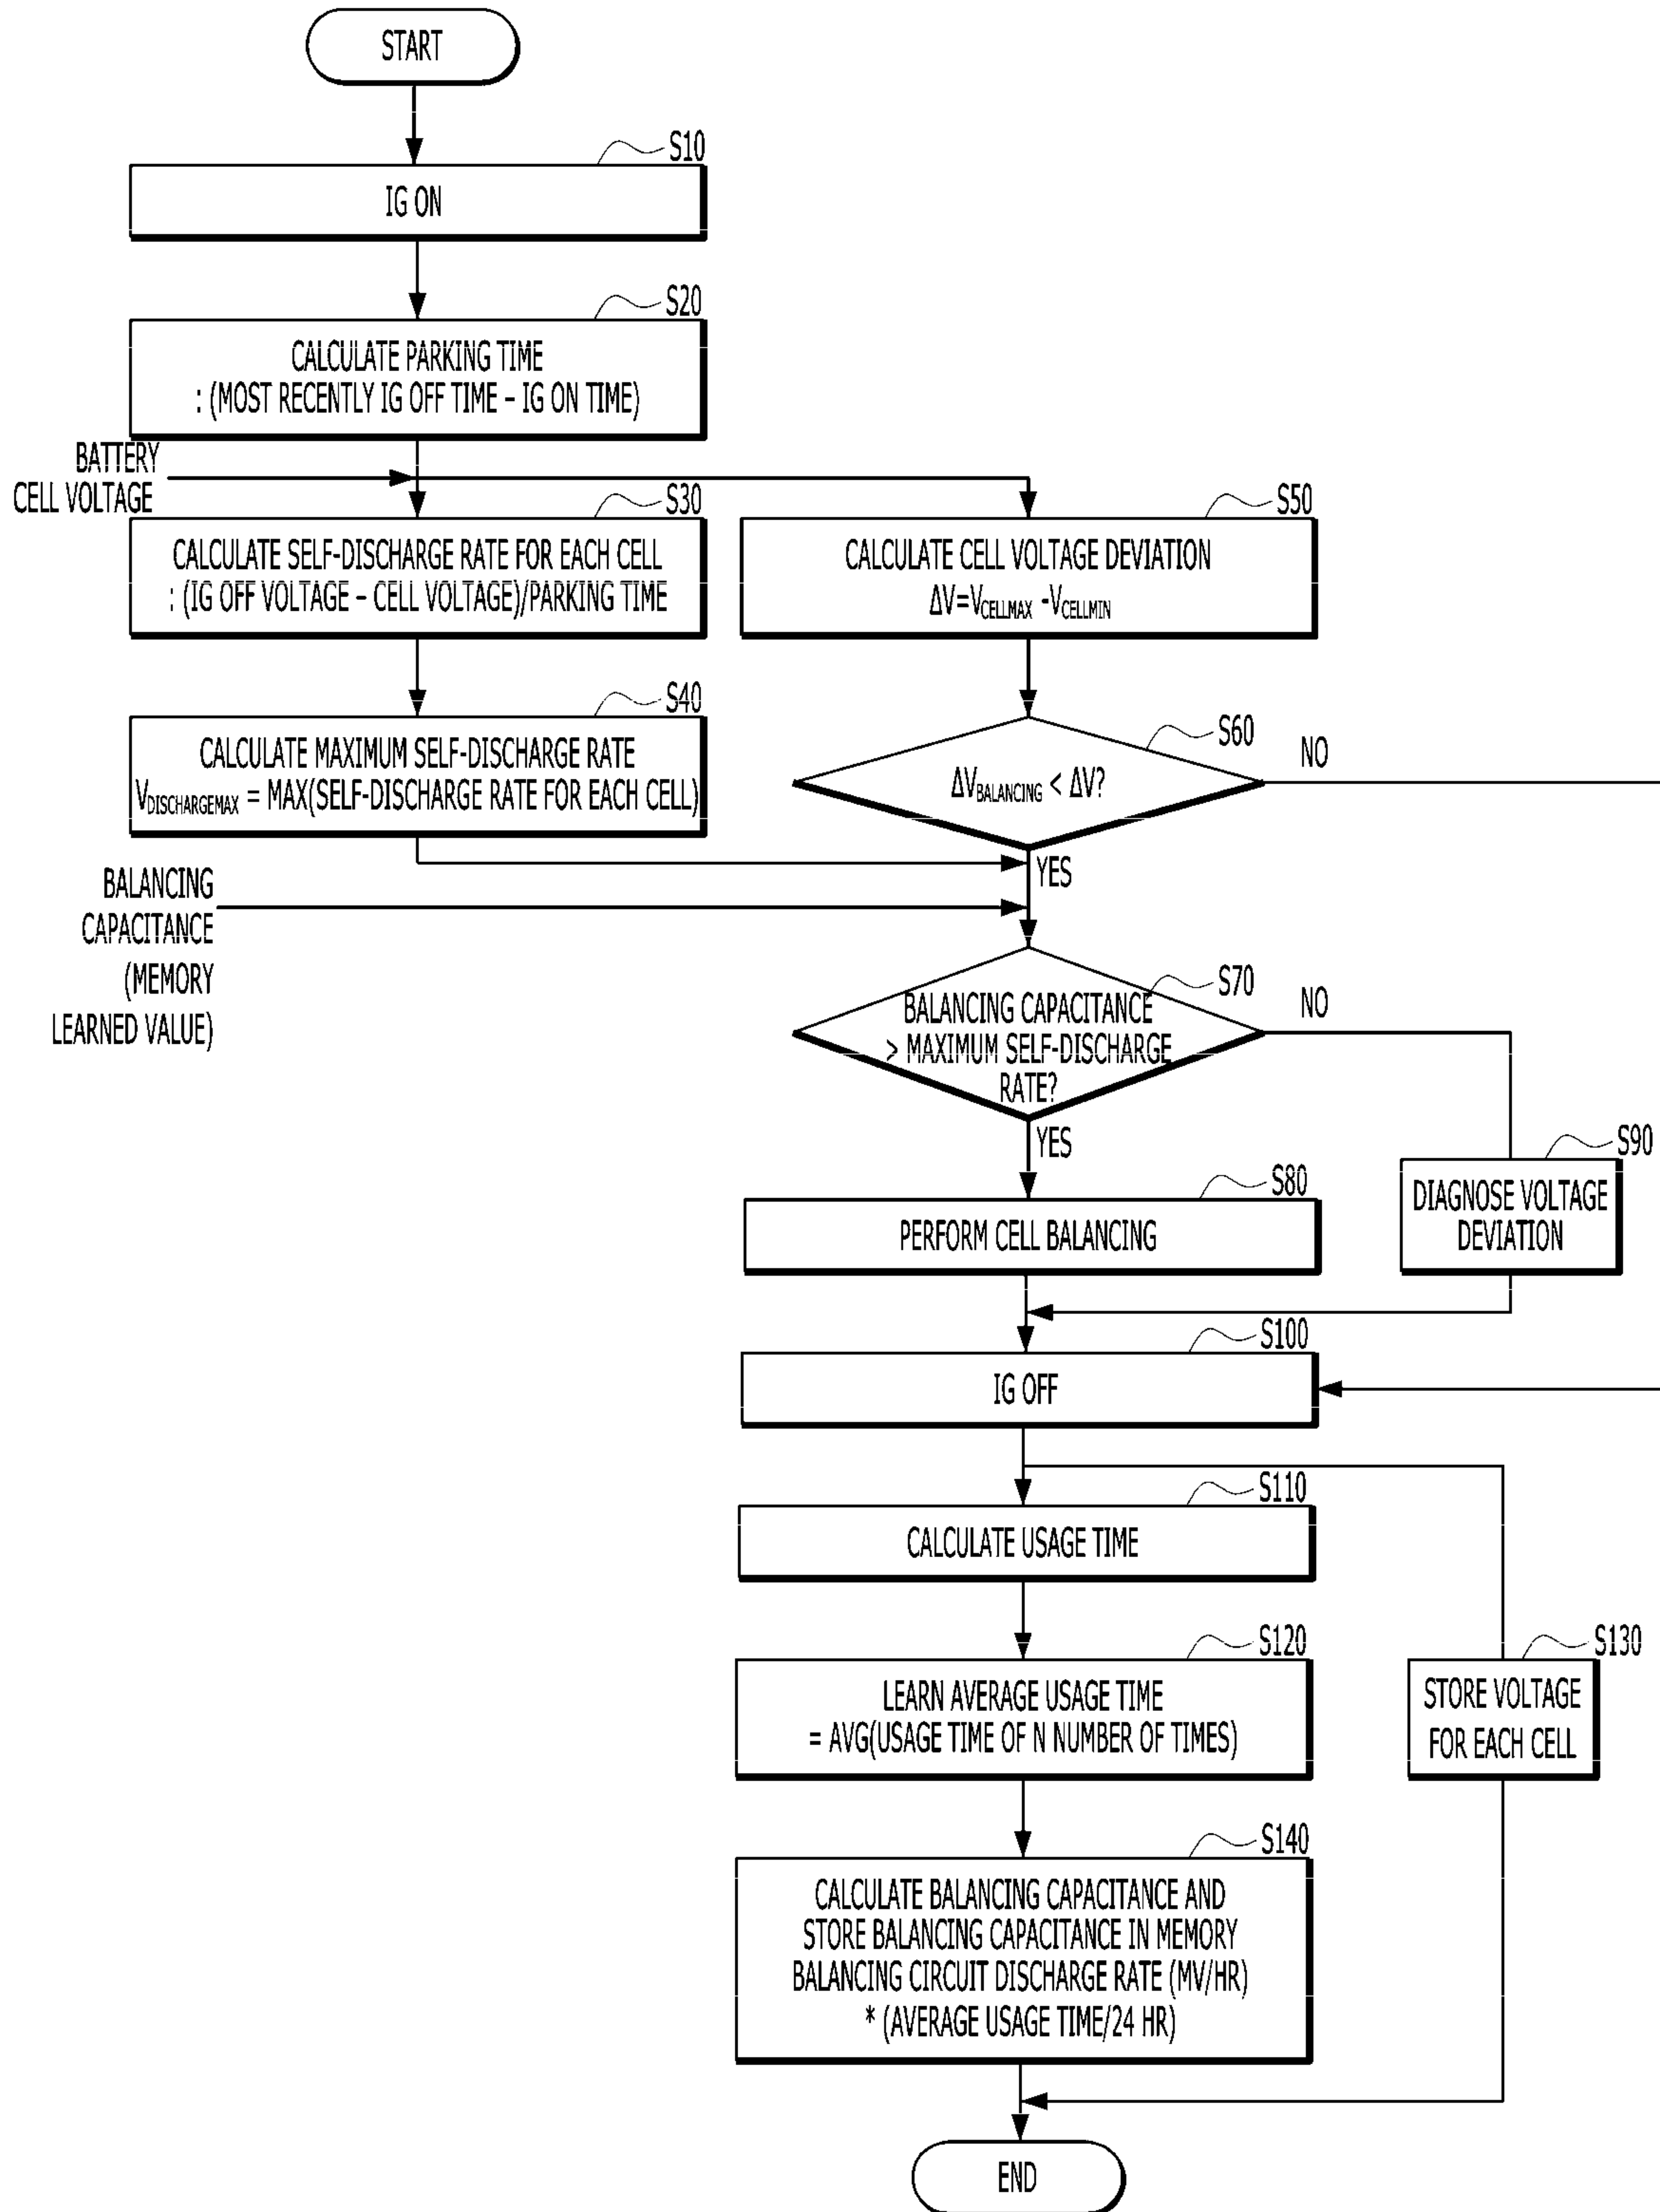 START
S10
IG ON
S20
CALCULATE PARKING TIME
: (MOST RECENTLY IG OFF TIME – IG ON TIME)
BATTERY
CELL VOLTAGE
S30
CALCULATE SELF-DISCHARGE RATE FOR EACH CELL
: (IG OFF VOLTAGE – CELL VOLTAGE)/PARKING TIME
S50
CALCULATE CELL VOLTAGE DEVIATION
ΔV=VCELLMAX -VCELLMIN
S40
CALCULATE MAXIMUM SELF-DISCHARGE RATE
VDISCHARGEMAX = MAX(SELF-DISCHARGE RATE FOR EACH CELL)
S60
NO
ΔVBALANCING < ΔV?
YES
BALANCING
CAPACITANCE
(MEMORY
LEARNED VALUE)
S70
NO
BALANCING CAPACITANCE
> MAXIMUM SELF-DISCHARGE
RATE?
YES
S90
DIAGNOSE VOLTAGE
DEVIATION
S80
PERFORM CELL BALANCING
S100
IG OFF
S110
CALCULATE USAGE TIME
S120
LEARN AVERAGE USAGE TIME
= AVG(USAGE TIME OF N NUMBER OF TIMES)
S130
STORE VOLTAGE
FOR EACH CELL
S140
CALCULATE BALANCING CAPACITANCE AND
STORE BALANCING CAPACITANCE IN MEMORY
BALANCING CIRCUIT DISCHARGE RATE (MV/HR)
* (AVERAGE USAGE TIME/24 HR)
END